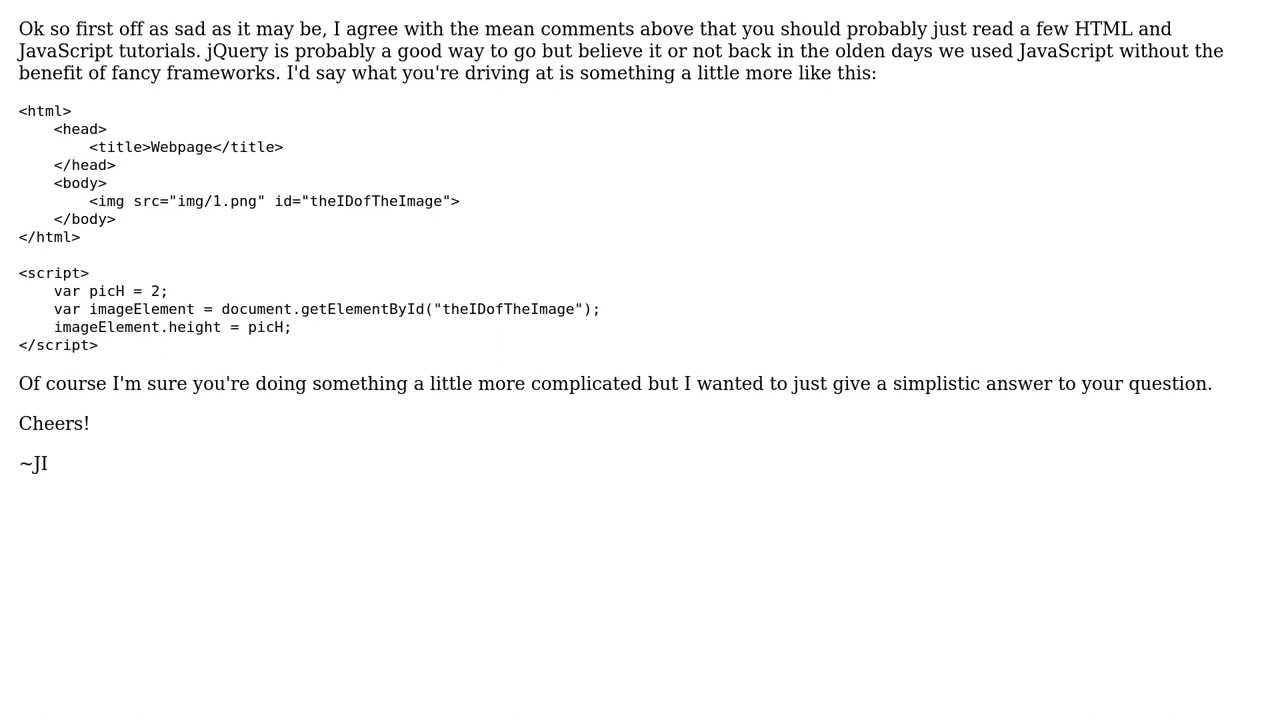 Ok so first off as sad as it may be, I agree with the mean comments above that you should probably just read a few HTML and
JavaScript tutorials. jQuery is probably a good way to go but believe it or not back in the olden days we used JavaScript without the
benefit of fancy frameworks. I'd say what you're driving at is something a little more like this:
<html>
    <head>
        <title>Webpage</title>
    </head>
    <body>
        <img src="img/1.png" id="theIDofTheImage">
    </body>
</html>
<script>
    var picH = 2;
    var imageElement = document.getElementById("theIDofTheImage");
    imageElement.height = picH;
</script>
Of course I'm sure you're doing something a little more complicated but I wanted to just give a simplistic answer to your question.
Cheers!
~JI